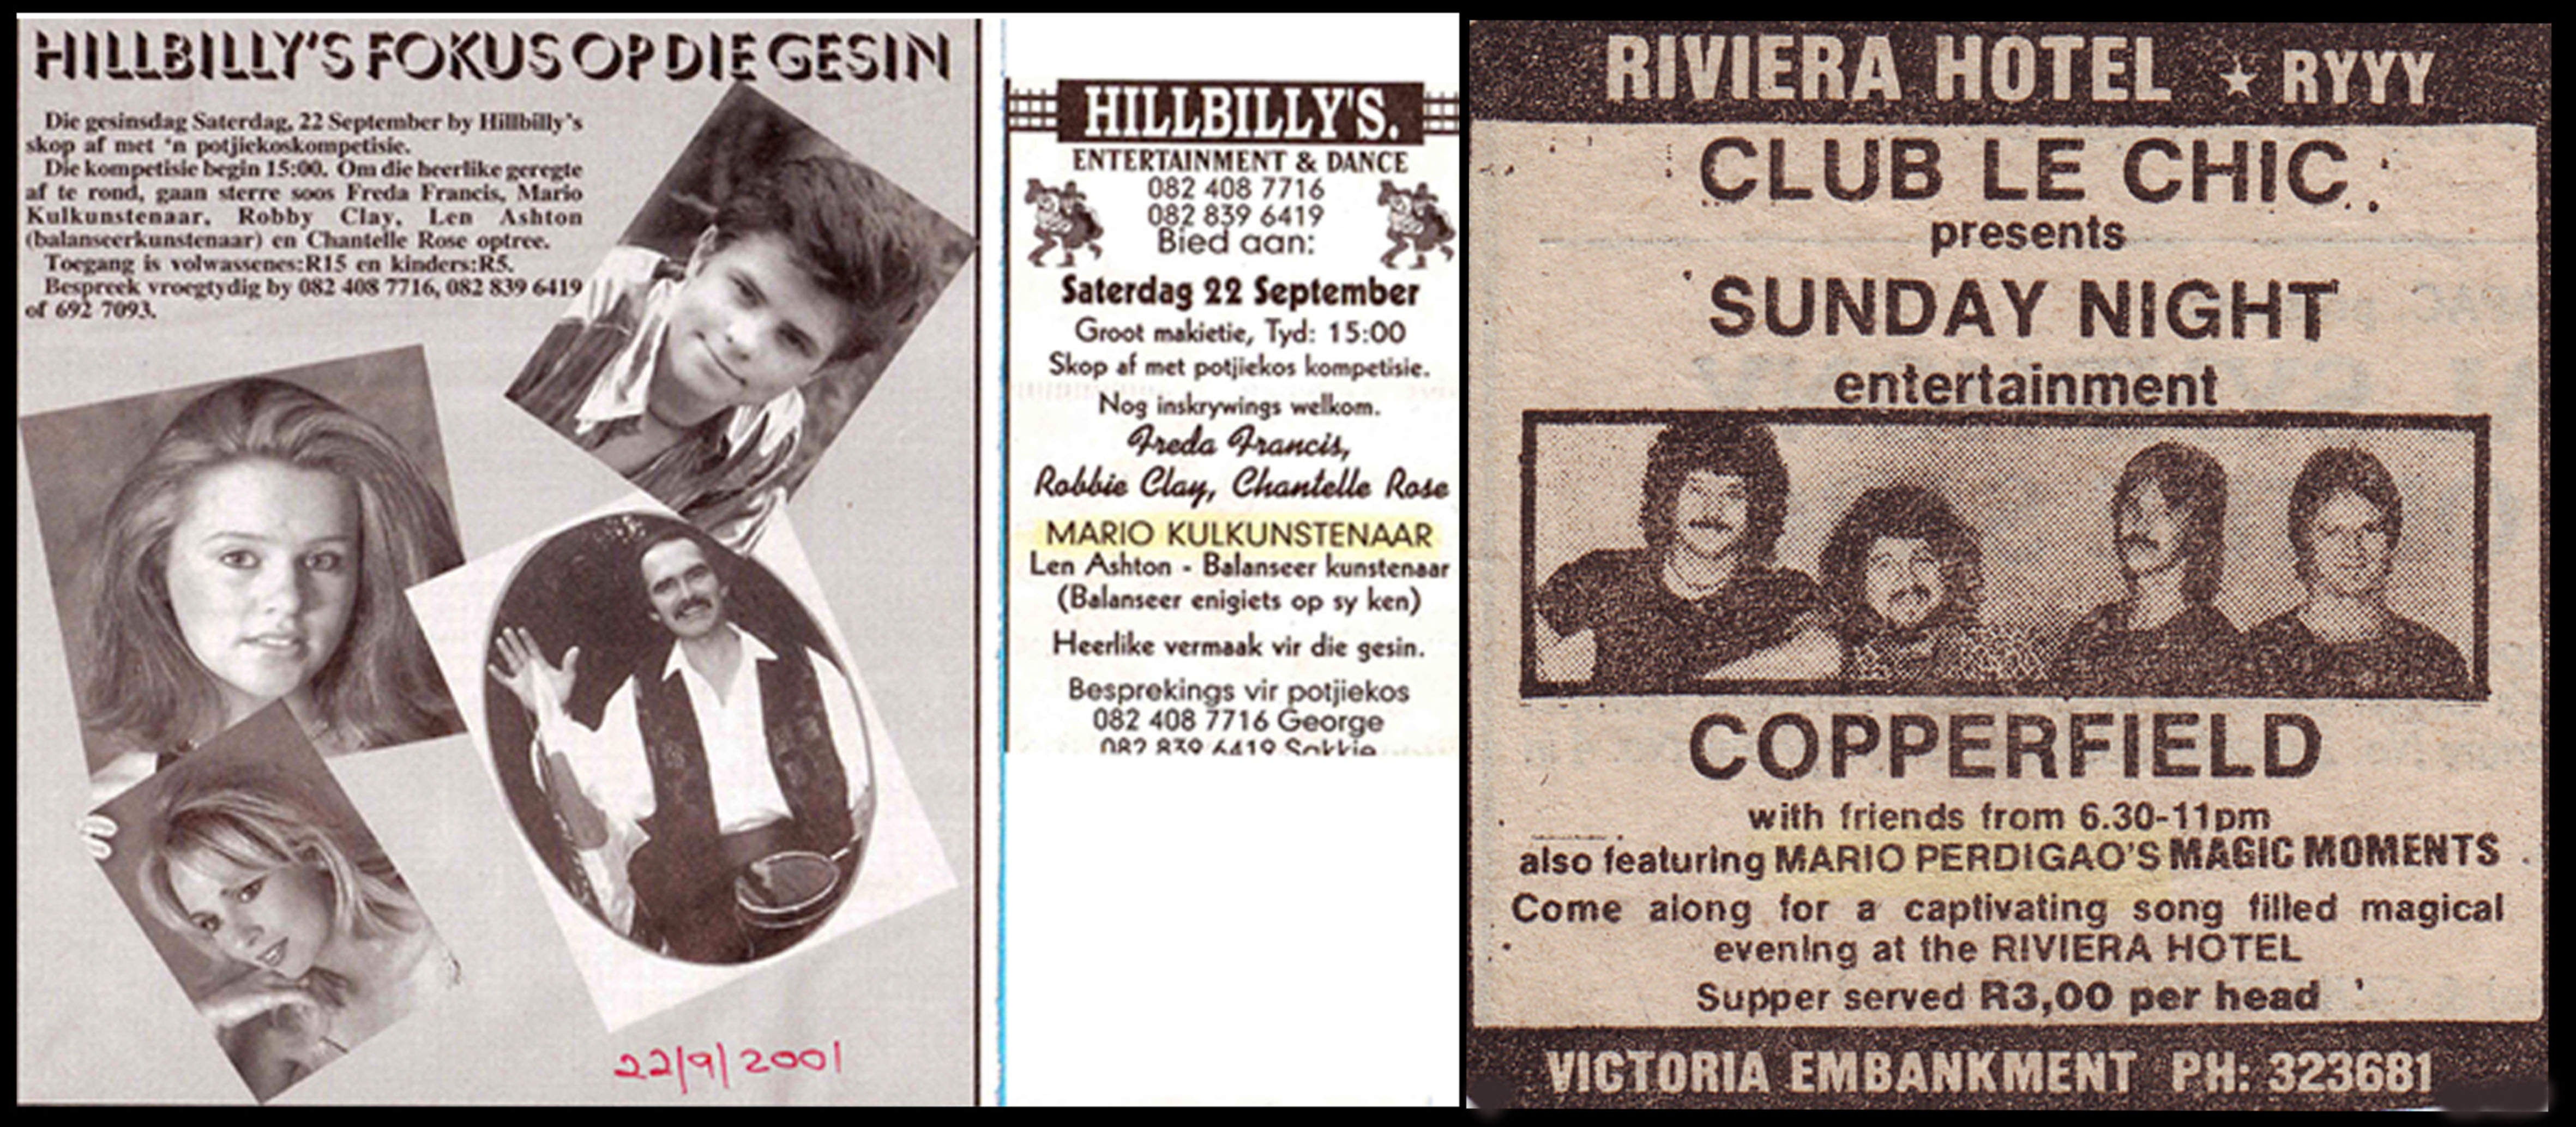 HILLBILLY'S FOKUS OP DIE GESIN
Die gesinsdag Saterdag, 22 September by Hillbilly's
skop af met 'n potjiekoskompetisie.
Die kompetisie begin 15:00. Om die heerlike geregte
af te rond, gaan sterre soos Freda Francis, Mario
Kulkunstenaar, Robby Clay, Len Ashton
(balanseerkunstenaar) en Chantelle Rose optree.
Toegang is volwassenes:R15 en kinders:R5.
Bespreek vroegtydig by 082 408 7716, 082 839 6419
of 692 7093.
22/9/2001
HILLBILLY'S.
ENTERTAINMENT & DANCE
082 408 7716
082 839 6419
Bied aan:
Saterdag 22 September
Groot makietie, Tyd: 15:00
Skop af met potjiekos kompetisie.
Nog inskrywings welkom.
Freda Francis,
Robbie Clay, Chantelle Rose
MARIO KULKUNSTENAAR
Len Ashton - Balanseer kunstenaar
(Balanseer enigiets op sy ken)
Heerlike vermaak vir die gesin.
Besprekings vir potjiekos
082 408 7716 George
082 839 6419 Sakkie
RIVIERA HOTEL ★ RYYY
CLUB LE CHIC
presents
SUNDAY NIGHT
entertainment
COPPERFIELD
with friends from 6.30-11pm
also featuring MARIO PERDIGAO'S MAGIC MOMENTS
Come along for a captivating song filled magical
evening at the RIVIERA HOTEL
Supper served R3,00 per head
VICTORIA EMBANKMENT PH: 323681